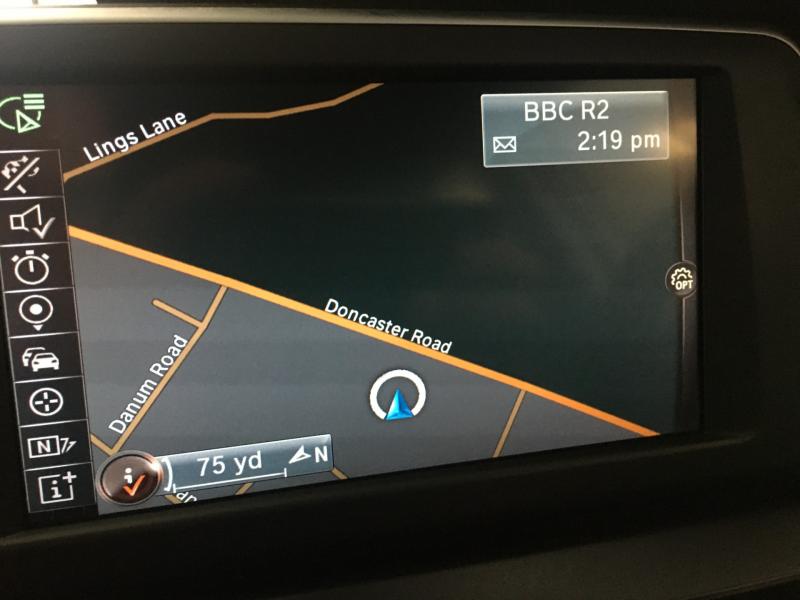 Lings Lane
BBC R2
2:19 pm
OPT
Doncaster Road
Danum Road
75 yd
N
N
i
i+